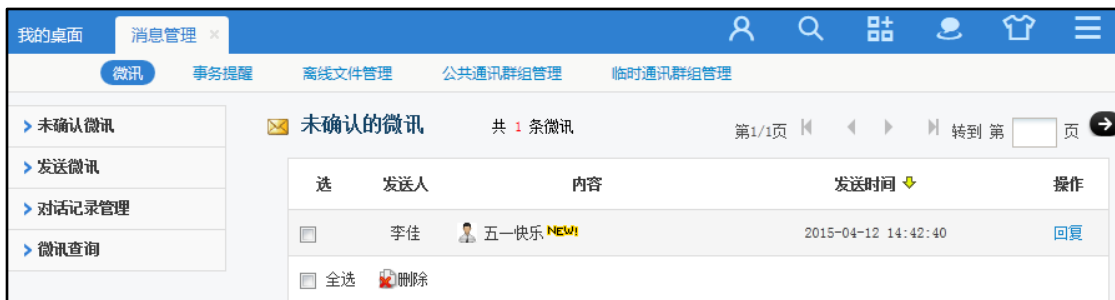 我的桌面 消息管理 ×
微讯 事务提醒 离线文件管理 公共通讯群组管理 临时通讯群组管理
未确认微讯
发送微讯
对话记录管理
微讯查询
未确认的微讯 共 1 条微讯 第1/1页 转到 第 页
选 发送人 内容 发送时间 操作
李佳 五一快乐 NEW! 2015-04-12 14:42:40 回复
全选 删除